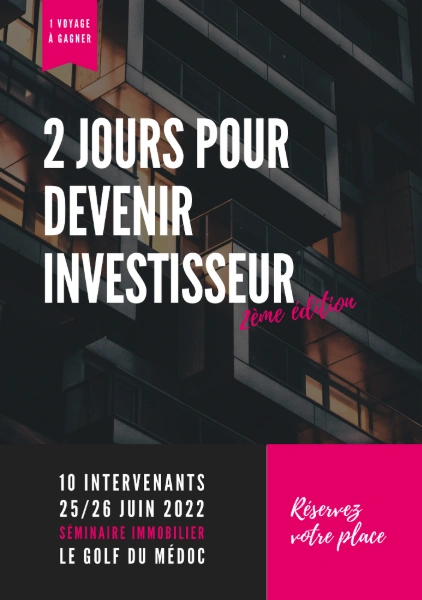 1 VOYAGE
À GAGNER
2 JOURS POUR
DEVENIR
INVESTISSEUR
2ème édition
10 INTERVENANTS
25/26 JUIN 2022
SÉMINAIRE IMMOBILIER
LE GOLF DU MÉDOC
Réservez
votre place